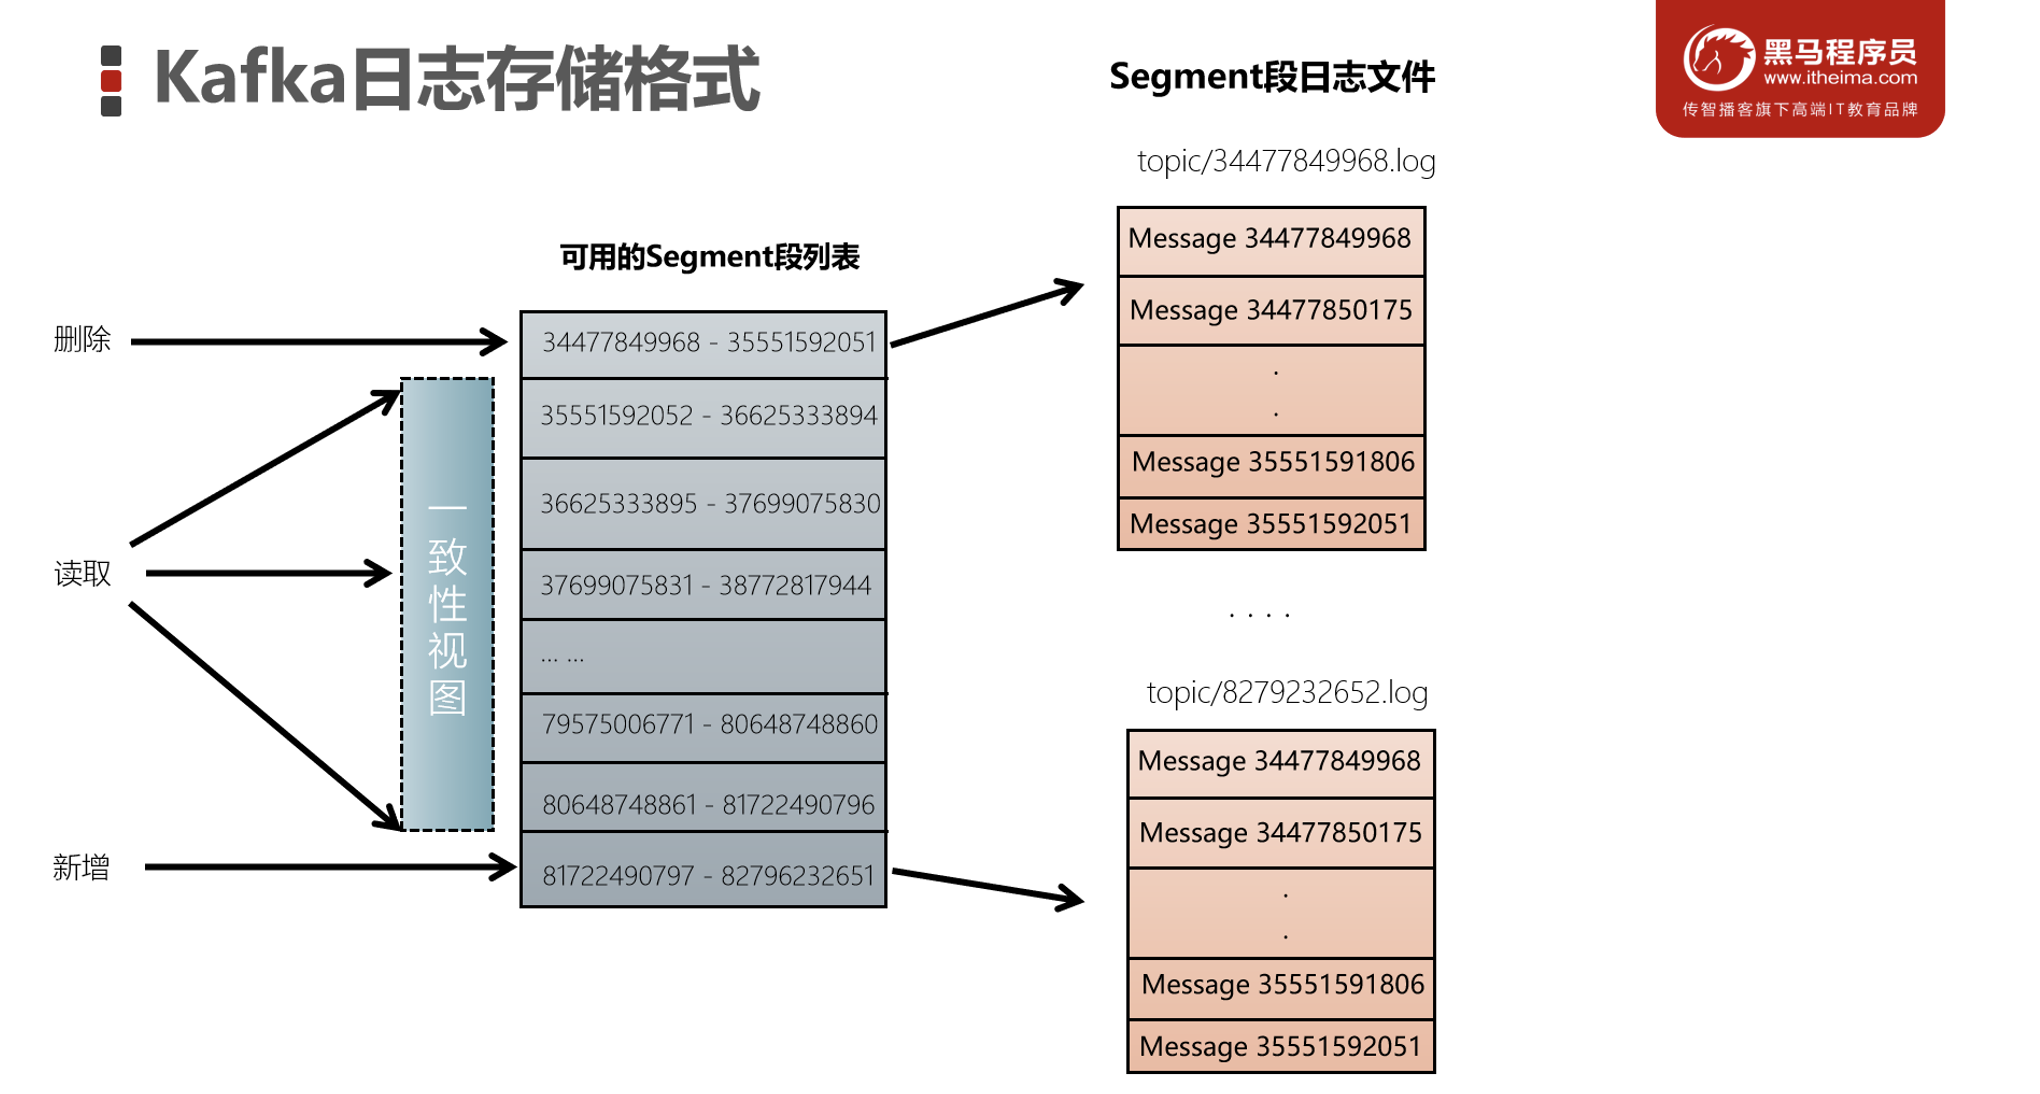 Kafka日志存储格式
Segment段日志文件
黑马程序员
www.itheima.com
传智播客旗下高端IT教育品牌
topic/34477849968.log
Message 34477849968
Message 34477850175
.
.
Message 35551591806
Message 35551592051
. . . .
topic/8279232652.log
Message 34477849968
Message 34477850175
.
.
Message 35551591806
Message 35551592051
可用的Segment段列表
34477849968 - 35551592051
35551592052 - 36625333894
36625333895 - 37699075830
37699075831 - 38772817944
... ...
79575006771 - 80648748860
80648748861 - 81722490796
81722490797 - 82796232651
删除
读取
新增
一致性视图